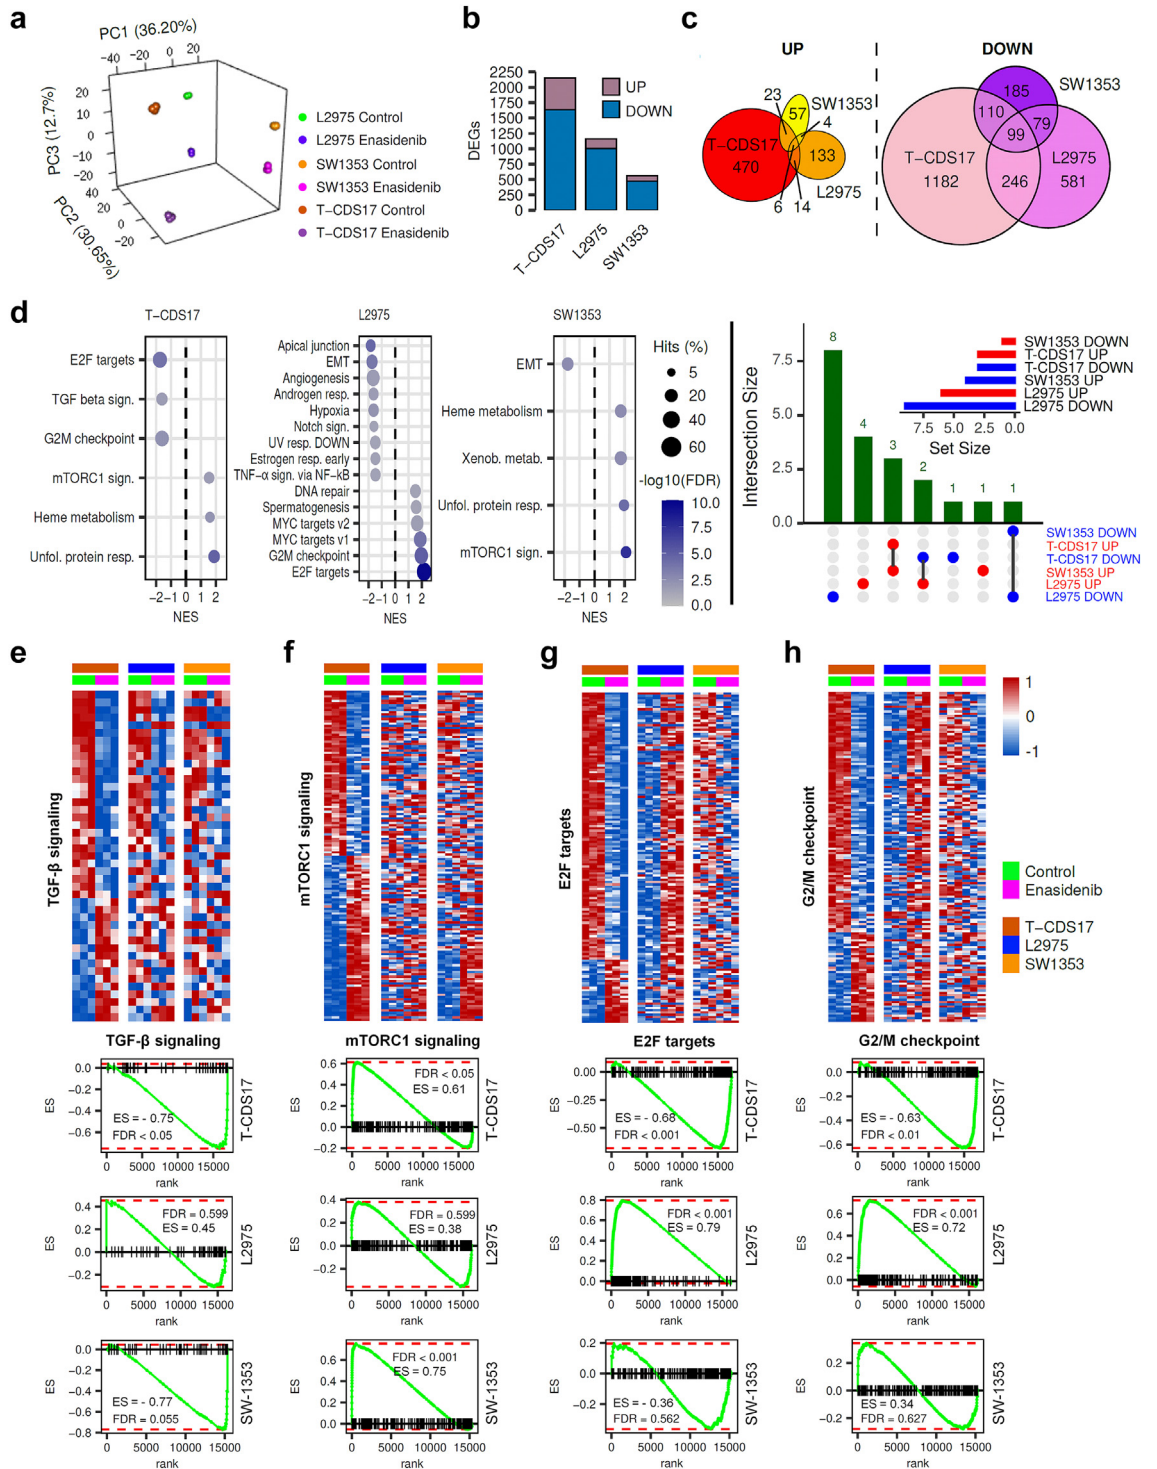 a
PC1 (36.20%)
−40 −20 0 20
PC3 (12.7%)
20
10
0
−10
−20
40
20
0
−20
PC2 (30.65%)
L2975 Control
L2975 Enasidenib
SW1353 Control
SW1353 Enasidenib
T−CDS17 Control
T−CDS17 Enasidenib
b
DEGs
2250
2000
1750
1500
1250
1000
750
500
250
0
UP
DOWN
T−CDS17
L2975
SW1353
c
UP
DOWN
23
57
SW1353
4
T−CDS17
470
133
L2975
6 14
185
SW1353
110
79
99
T−CDS17
1182
L2975
581
246
d
T−CDS17
E2F targets
TGF beta sign.
G2M checkpoint
mTORC1 sign.
Heme metabolism
Unfol. protein resp.
−2 −1 0 1 2
NES
L2975
Apical junction
EMT
Angiogenesis
Androgen resp.
Hypoxia
Notch sign.
UV resp. DOWN
Estrogen resp. early
TNF−α sign. via NF−kB
DNA repair
Spermatogenesis
MYC targets v2
MYC targets v1
G2M checkpoint
E2F targets
−2 −1 0 1 2
NES
SW1353
EMT
Heme metabolism
Xenob. metab.
Unfol. protein resp.
mTORC1 sign.
−2 −1 0 1 2
NES
Hits (%)
5
20
40
60
-log10(FDR)
10.0
7.5
5.0
2.5
0.0
Intersection Size
7.5
5.0
2.5
0.0
8
4
3
2
1
1
1
SW1353 DOWN
T-CDS17 UP
T-CDS17 DOWN
SW1353 UP
L2975 UP
L2975 DOWN
7.5 5.0 2.5 0.0
Set Size
SW1353 DOWN
T-CDS17 UP
T-CDS17 DOWN
SW1353 UP
L2975 UP
L2975 DOWN
e
TGF-β signaling
f
mTORC1 signaling
g
E2F targets
h
G2/M checkpoint
1
0
-1
Control
Enasidenib
T−CDS17
L2975
SW1353
TGF-β signaling
ES
0.0
−0.2
−0.4
−0.6
ES = - 0.75
FDR < 0.05
0 5000 10000 15000
rank
T-CDS17
mTORC1 signaling
ES
0.6
0.4
0.2
0.0
−0.2
FDR < 0.05
ES = 0.61
0 5000 10000 15000
rank
T-CDS17
E2F targets
ES
0.00
−0.25
−0.50
ES = - 0.68
FDR < 0.001
0 5000 10000 15000
rank
T-CDS17
G2/M checkpoint
ES
0.0
−0.2
−0.4
−0.6
ES = - 0.63
FDR < 0.01
0 5000 10000 15000
rank
T-CDS17
ES
0.4
0.2
0.0
−0.2
FDR = 0.599
ES = 0.45
0 5000 10000 15000
rank
L2975
ES
0.4
0.2
0.0
−0.2
FDR = 0.599
ES = 0.38
0 5000 10000 15000
rank
L2975
ES
0.8
0.6
0.4
0.2
0.0
FDR < 0.001
ES = 0.79
0 5000 10000 15000
rank
L2975
ES
0.6
0.4
0.2
0.0
FDR < 0.001
ES = 0.72
0 5000 10000 15000
rank
L2975
ES
0.0
−0.2
−0.4
−0.6
−0.8
ES = - 0.77
FDR = 0.055
0 5000 10000 15000
rank
SW-1353
ES
0.6
0.4
0.2
0.0
FDR < 0.001
ES = 0.75
0 5000 10000 15000
rank
SW-1353
ES
0.2
0.0
−0.2
ES = - 0.36
FDR = 0.562
0 5000 10000 15000
rank
SW-1353
ES
0.2
0.0
−0.2
ES = 0.34
FDR = 0.627
0 5000 10000 15000
rank
SW-1353